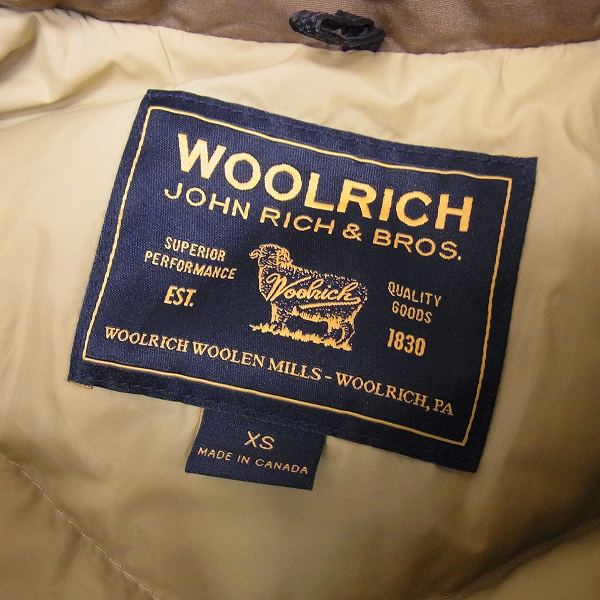 WOOLRICH
JOHN RICH & BROS.
SUPERIOR
PERFORMANCE
EST.
Woolrich
QUALITY
GOODS
1830
WOOLRICH WOOLEN MILLS - WOOLRICH, PA
XS
MADE IN CANADA